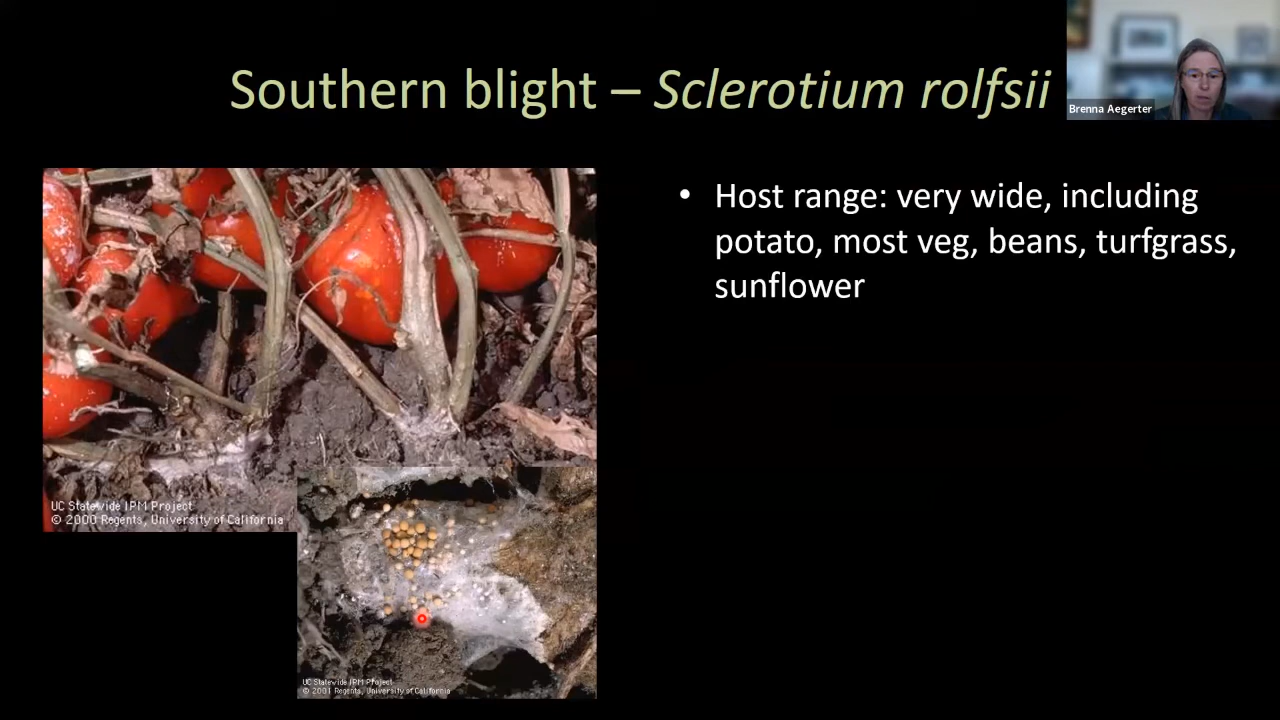 Southern blight – Sclerotium rolfsii
Brenna Aegerter
• Host range: very wide, including
potato, most veg, beans, turfgrass,
sunflower
UC Statewide IPM Project
© 2000 Regents, University of California
UC Statewide IPM Project
© 2001 Regents, University of California